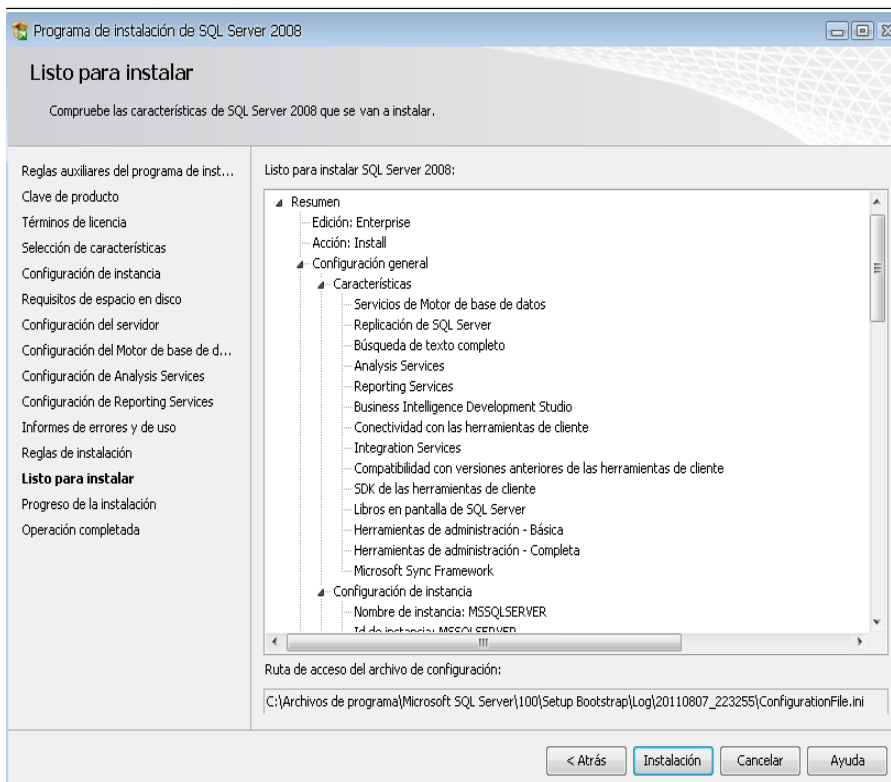 Programa de instalación de SQL Server 2008
Listo para instalar
Compruebe las características de SQL Server 2008 que se van a instalar.
Reglas auxiliares del programa de inst...
Clave de producto
Términos de licencia
Selección de características
Configuración de instancia
Requisitos de espacio en disco
Configuración del servidor
Configuración del Motor de base de d...
Configuración de Analysis Services
Configuración de Reporting Services
Informes de errores y de uso
Reglas de instalación
Listo para instalar
Progreso de la instalación
Operación completada
Listo para instalar SQL Server 2008:
Resumen
Edición: Enterprise
Acción: Install
Configuración general
Características
Servicios de Motor de base de datos
Replicación de SQL Server
Búsqueda de texto completo
Analysis Services
Reporting Services
Business Intelligence Development Studio
Conectividad con las herramientas de cliente
Integration Services
Compatibilidad con versiones anteriores de las herramientas de cliente
SDK de las herramientas de cliente
Libros en pantalla de SQL Server
Herramientas de administración - Básica
Herramientas de administración - Completa
Microsoft Sync Framework
Configuración de instancia
Nombre de instancia: MSSQLSERVER
Id de instancia: MSSQLSERVER
Ruta de acceso del archivo de configuración:
C:\Archivos de programa\Microsoft SQL Server\100\Setup Bootstrap\Log\20110807_223255\ConfigurationFile.ini
< Atrás
Instalación
Cancelar
Ayuda